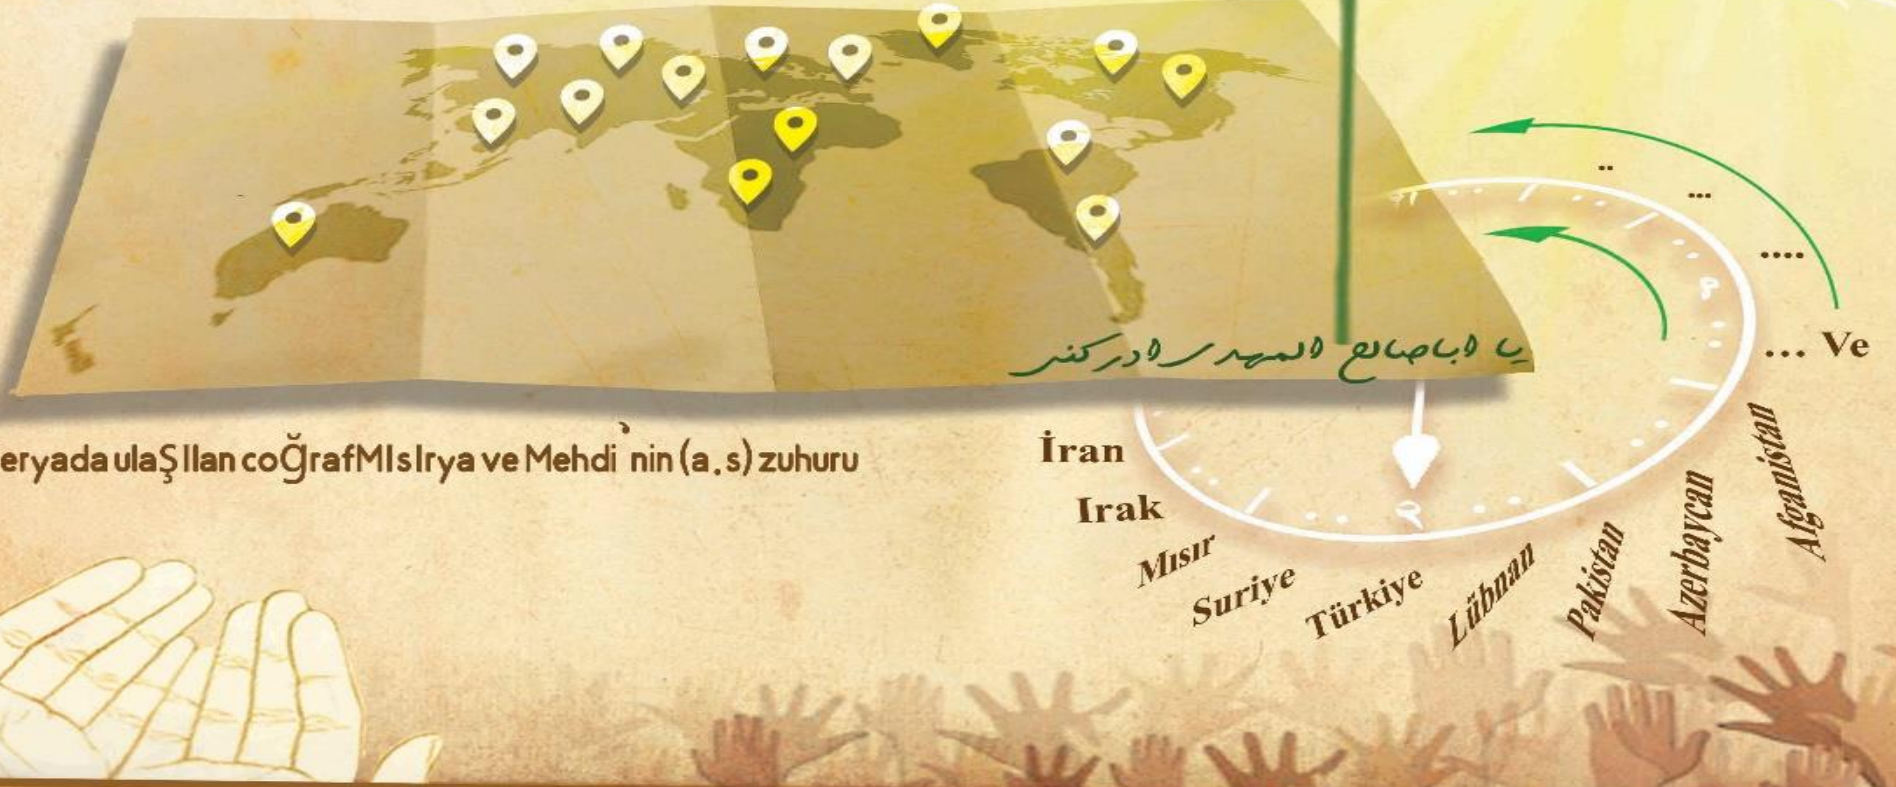 یا اباصالح المهدی ادرکنی
... Ve
eryada ulaŞIlan coĞrafMIsIrya ve Mehdi ’nin (a.s) zuhuru
İran
Irak
Mısır
Suriye
Türkiye
Lübnan
Pakistan
Azerbaycan
Afganistan
..
...
....